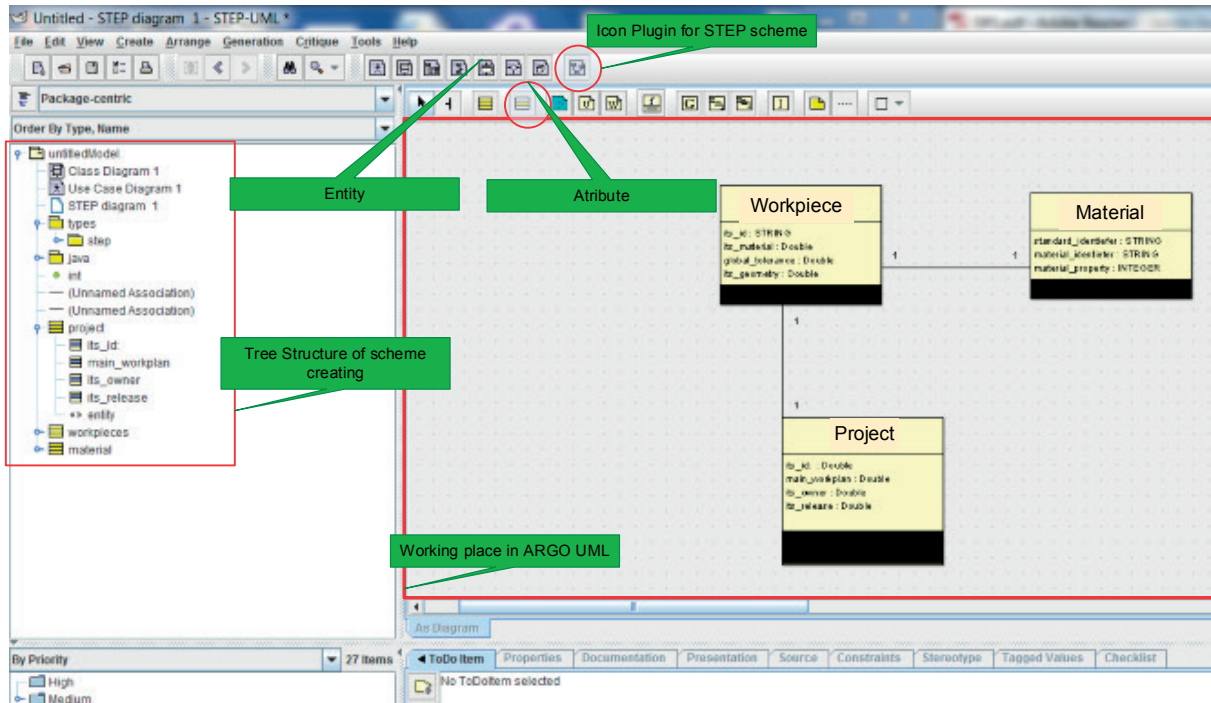 Untitled - STEP diagram 1 - STEP-UML *
File Edit View Create Arrange Generation Critique Tools Help
Icon Plugin for STEP scheme
Package-centric
Order By Type, Name
untitledModel
Class Diagram 1
Use Case Diagram 1
STEP diagram 1
types
step
java
int
(Unnamed Association)
(Unnamed Association)
project
its_id:
main_workplan
its_owner
its_release
entity
workpieces
material
Entity
Atribute
Tree Structure of scheme
creating
Working place in ARGO UML
Workpiece
its_id : STRING
its_material : Double
global_tolerance : Double
its_geometry : Double
1
1
Material
standard_identiefer : STRING
material_identiefer : STRING
material_property : INTEGER
1
1
Project
its_id: : Double
main_workplan : Double
its_owner : Double
its_release : Double
As Diagram
By Priority
27 Items
High
Medium
ToDo Item Properties Documentation Presentation Source Constraints Stereotype Tagged Values Checklist
No ToDoItem selected